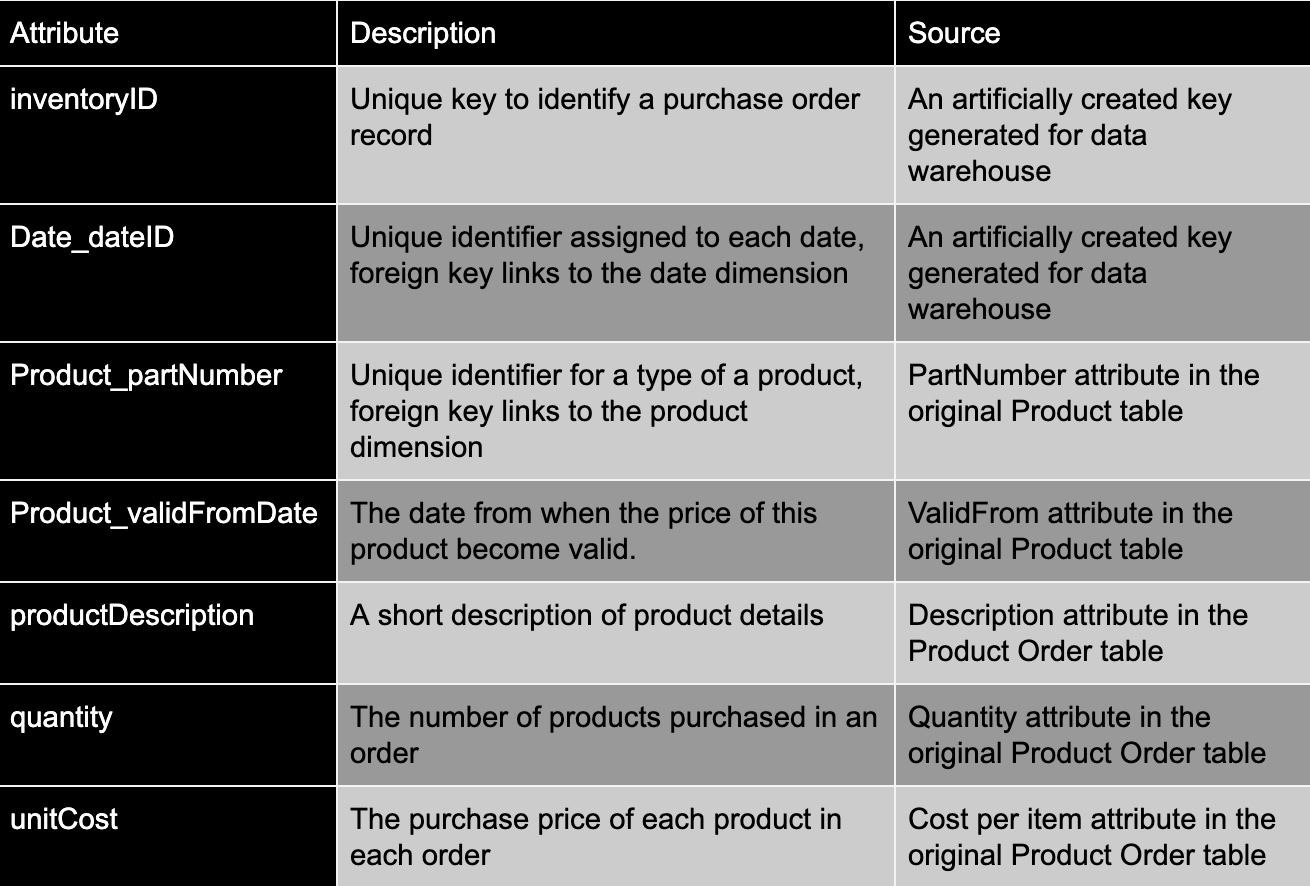 Attribute Description Source
inventoryID Unique key to identify a purchase order An artificially created key
record generated for data
warehouse
Date_dateID Unique identifier assigned to each date, An artificially created key
foreign key links to the date dimension generated for data
warehouse
Product_partNumber Unique identifier for a type of a product, PartNumber attribute in the
foreign key links to the product original Product table
dimension
Product_validFromDate The date from when the price of this ValidFrom attribute in the
product become valid. original Product table
productDescription A short description of product details Description attribute in the
Product Order table
quantity The number of products purchased in an Quantity attribute in the
order original Product Order table
unitCost The purchase price of each product in Cost per item attribute in the
each order original Product Order table